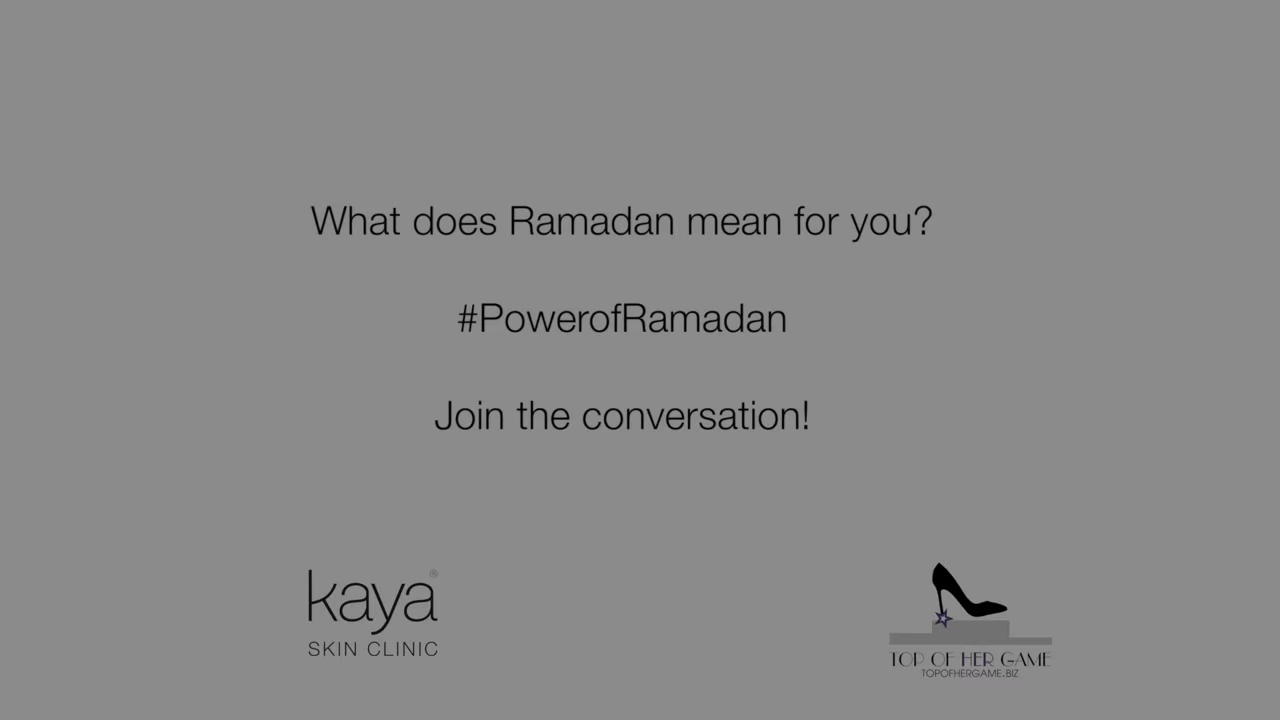 What does Ramadan mean for you?
#PowerofRamadan
Join the conversation!
kaya®
SKIN CLINIC
TOP OF HER GAME
TOPOFHERGAME.BIZ